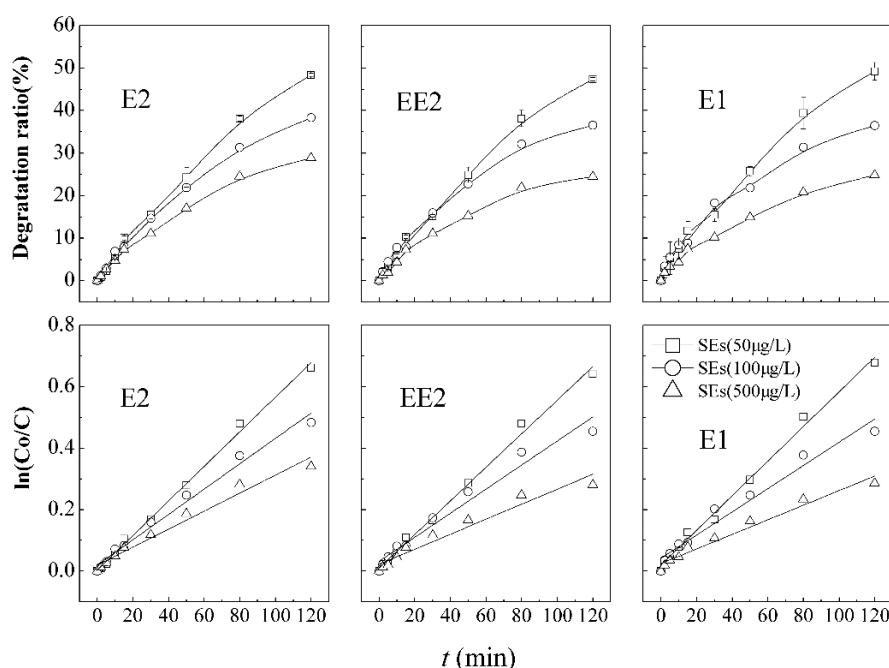 Degratation ratio(%)
60
50
40
30
20
10
0
E2
EE2
E1
ln(Co/C)
0.8
0.6
0.4
0.2
0.0
E2
EE2
E1
SEs(50μg/L)
SEs(100μg/L)
SEs(500μg/L)
0 20 40 60 80 100 120
0 20 40 60 80 100 120
0 20 40 60 80 100 120
t (min)